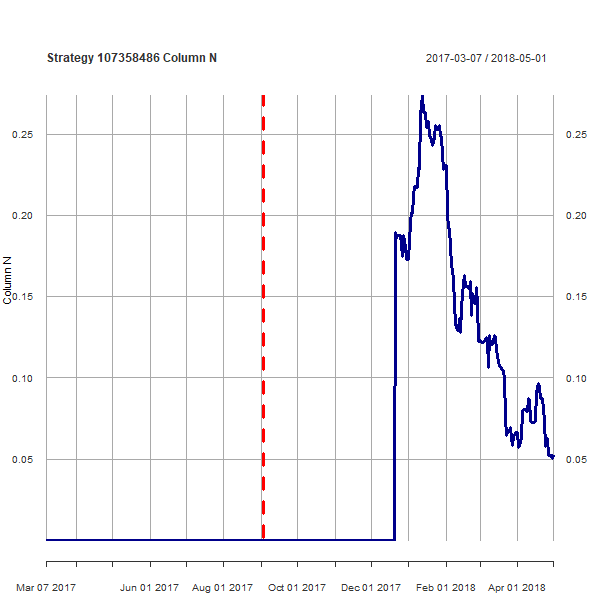 Strategy 107358486 Column N 2017-03-07 / 2018-05-01
0.25 0.25
0.20 0.20
Column N
0.15 0.15
0.10 0.10
0.05 0.05
Mar 07 2017 Jun 01 2017 Aug 01 2017 Oct 01 2017 Dec 01 2017 Feb 01 2018 Apr 01 2018